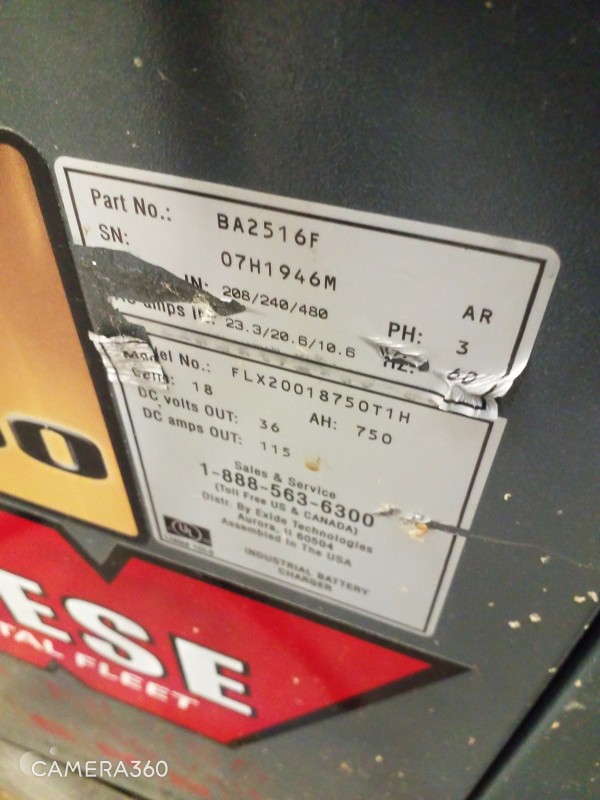 Part No.: BA2516F
SN: 07H1946M AR
IN: 208/240/480 PH: 3
amps IN: 23.3/20.6/10.6 HZ: 60
Model No.: FLX20018750T1H
18 AH: 750
DC volts OUT: 36
DC amps OUT: 115
Sales & Service
1-888-563-6300
(Toll Free US & CANADA)
Distr. By Exide Technologies
Aurora, Il 60504
Assembled In The USA
UL
INDUSTRIAL BATTERY
CHARGER
ESE
TAL FLEET
CAMERA360